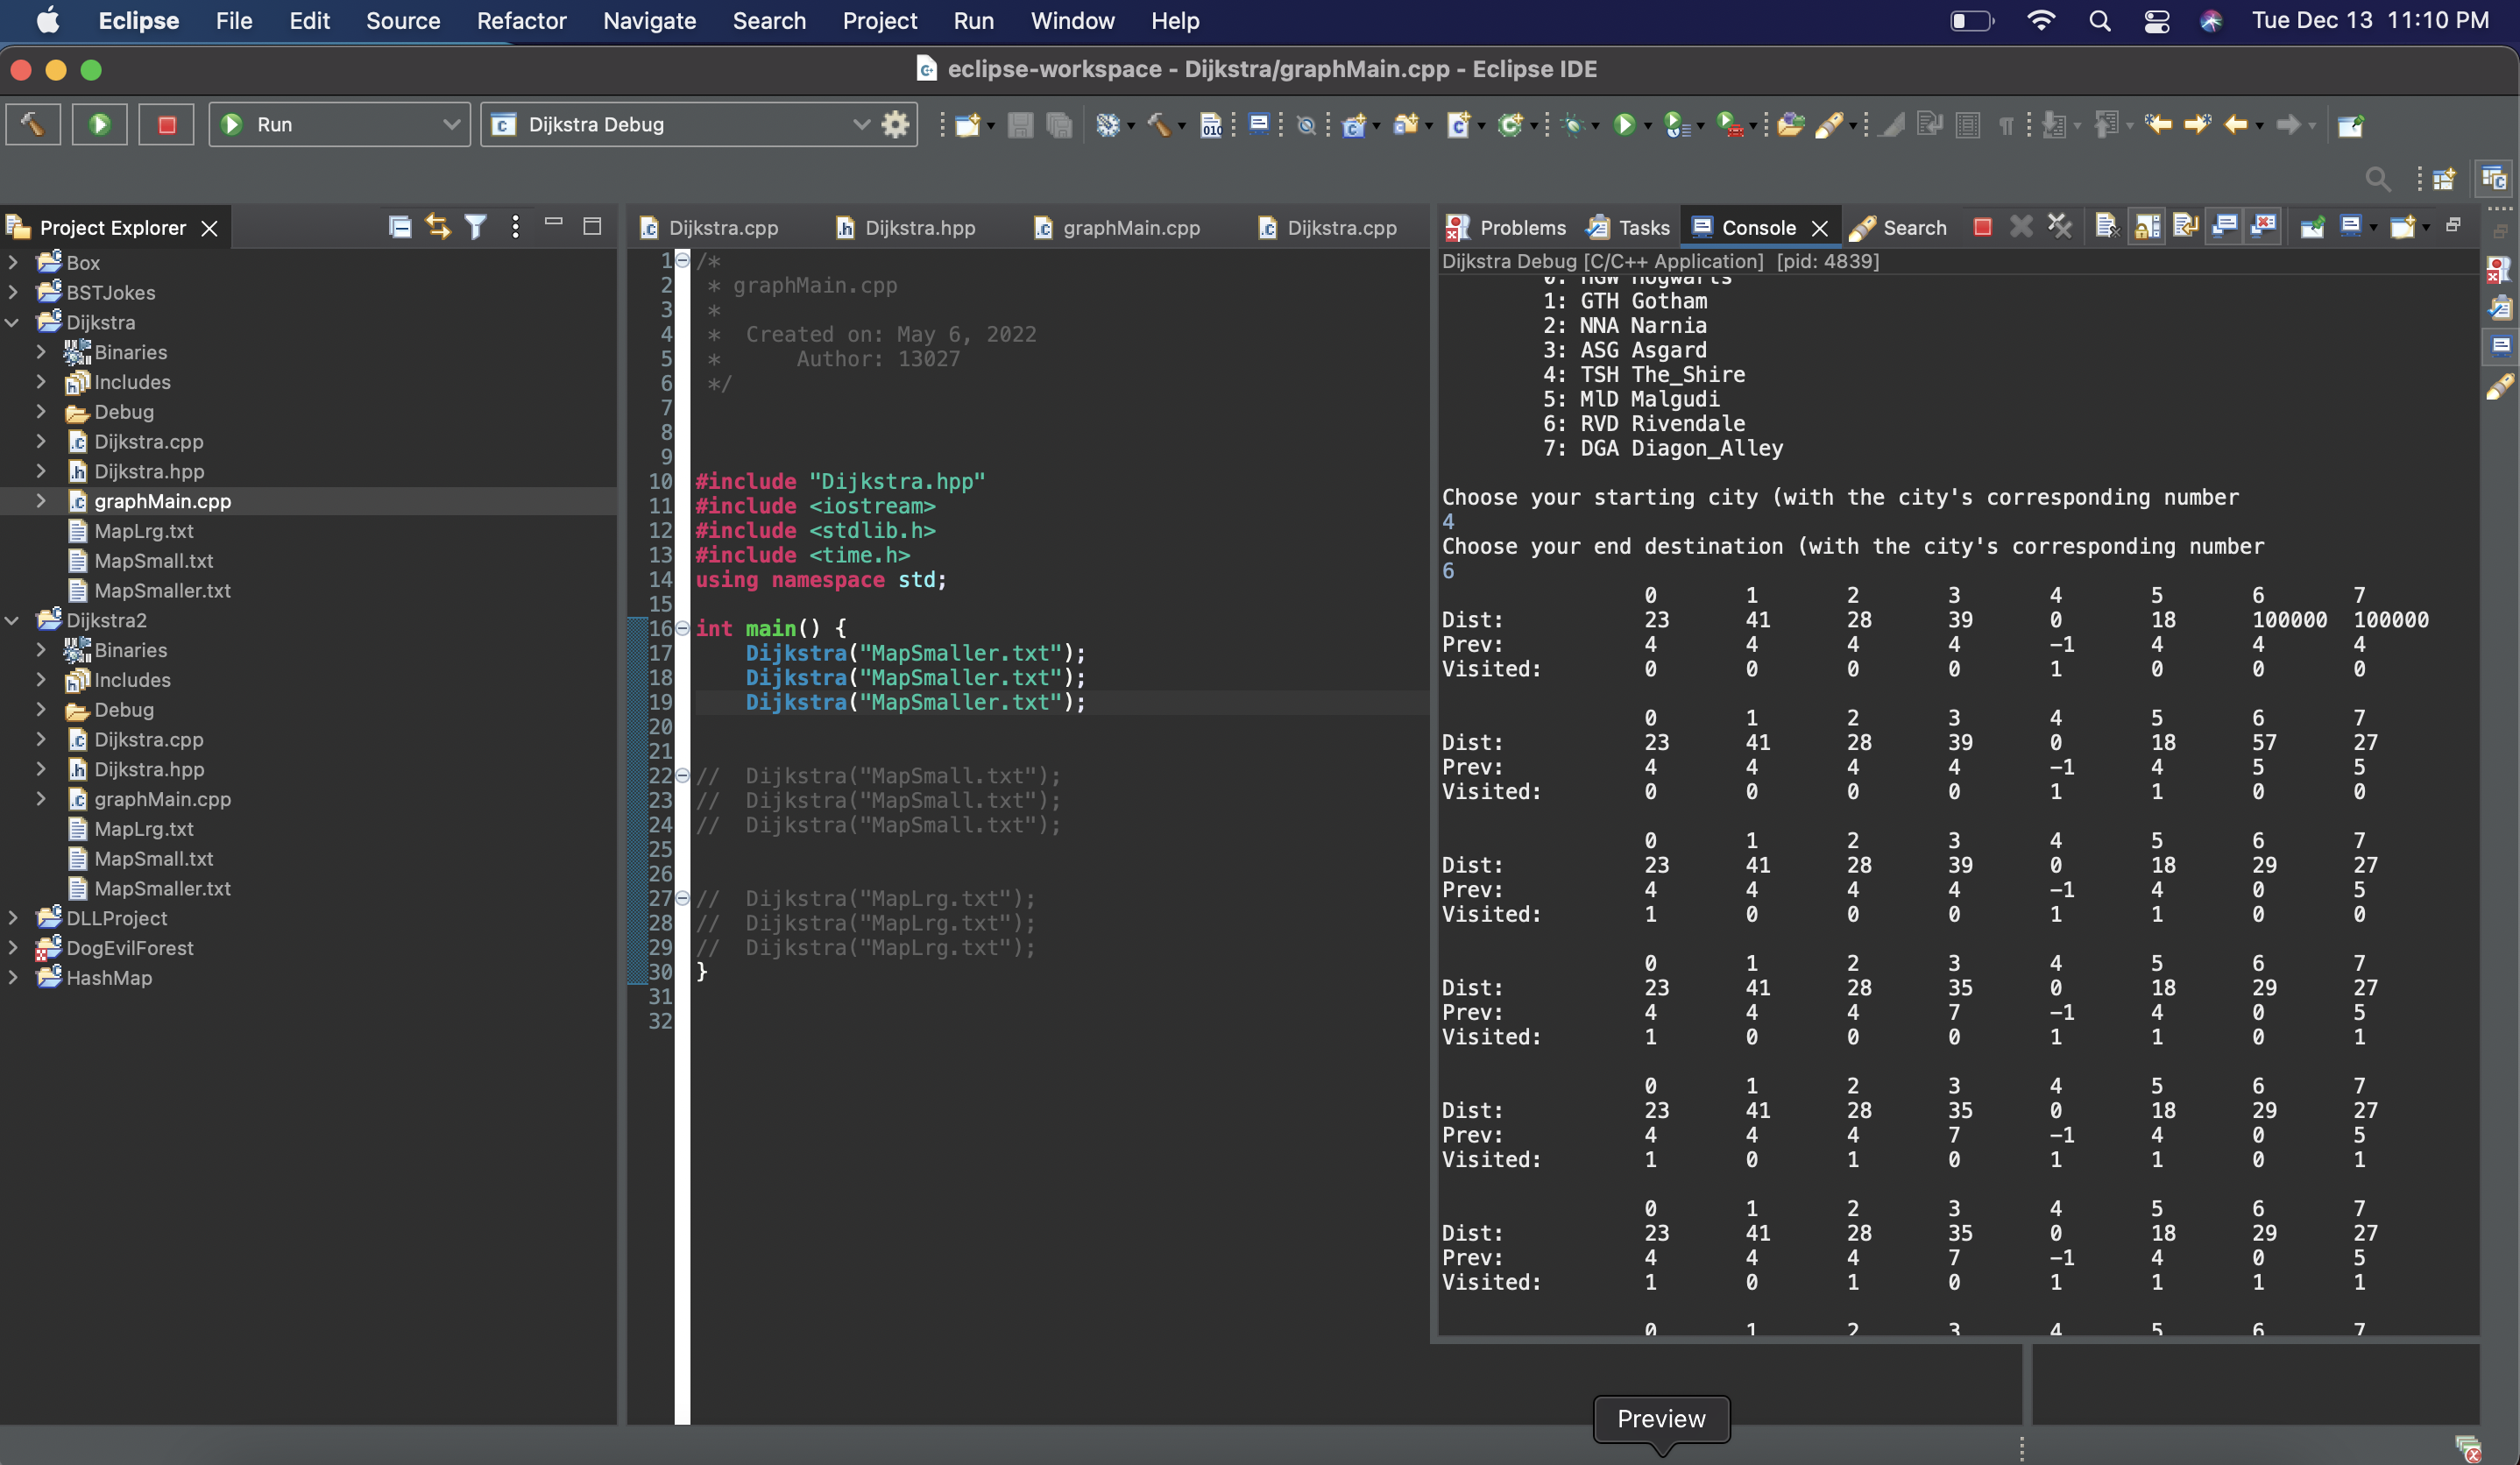 Eclipse File Edit Source Refactor Navigate Search Project Run Window Help Tue Dec 13 11:10 PM
eclipse-workspace - Dijkstra/graphMain.cpp - Eclipse IDE
Run Dijkstra Debug
Project Explorer
Box
BSTJokes
Dijkstra
Binaries
Includes
Debug
Dijkstra.cpp
Dijkstra.hpp
graphMain.cpp
MapLrg.txt
MapSmall.txt
MapSmaller.txt
Dijkstra2
Binaries
Includes
Debug
Dijkstra.cpp
Dijkstra.hpp
graphMain.cpp
MapLrg.txt
MapSmall.txt
MapSmaller.txt
DLLProject
DogEvilForest
HashMap
Dijkstra.cpp Dijkstra.hpp graphMain.cpp Dijkstra.cpp
1 /*
2 * graphMain.cpp
3 *
4 * Created on: May 6, 2022
5 * Author: 13027
6 */
7
8
9
10 #include "Dijkstra.hpp"
11 #include <iostream>
12 #include <stdlib.h>
13 #include <time.h>
14 using namespace std;
15
16 int main() {
17 Dijkstra("MapSmaller.txt");
18 Dijkstra("MapSmaller.txt");
19 Dijkstra("MapSmaller.txt");
20
21
22 // Dijkstra("MapSmall.txt");
23 // Dijkstra("MapSmall.txt");
24 // Dijkstra("MapSmall.txt");
25
26
27 // Dijkstra("MapLrg.txt");
28 // Dijkstra("MapLrg.txt");
29 // Dijkstra("MapLrg.txt");
30 }
31
32
Problems Tasks Console Search
Dijkstra Debug [C/C++ Application] [pid: 4839]
0: HGW Hogwarts
1: GTH Gotham
2: NNA Narnia
3: ASG Asgard
4: TSH The_Shire
5: MlD Malgudi
6: RVD Rivendale
7: DGA Diagon_Alley
Choose your starting city (with the city's corresponding number
4
Choose your end destination (with the city's corresponding number
6
0 1 2 3 4 5 6 7
Dist: 23 41 28 39 0 18 100000 100000
Prev: 4 4 4 4 -1 4 4 4
Visited: 0 0 0 0 1 0 0 0
0 1 2 3 4 5 6 7
Dist: 23 41 28 39 0 18 57 27
Prev: 4 4 4 4 -1 4 5 5
Visited: 0 0 0 0 1 1 0 0
0 1 2 3 4 5 6 7
Dist: 23 41 28 39 0 18 29 27
Prev: 4 4 4 4 -1 4 0 5
Visited: 1 0 0 0 1 1 0 0
0 1 2 3 4 5 6 7
Dist: 23 41 28 35 0 18 29 27
Prev: 4 4 4 7 -1 4 0 5
Visited: 1 0 0 0 1 1 0 1
0 1 2 3 4 5 6 7
Dist: 23 41 28 35 0 18 29 27
Prev: 4 4 4 7 -1 4 0 5
Visited: 1 0 1 0 1 1 0 1
0 1 2 3 4 5 6 7
Dist: 23 41 28 35 0 18 29 27
Prev: 4 4 4 7 -1 4 0 5
Visited: 1 0 1 0 1 1 1 1
0 1 2 3 4 5 6 7
Preview